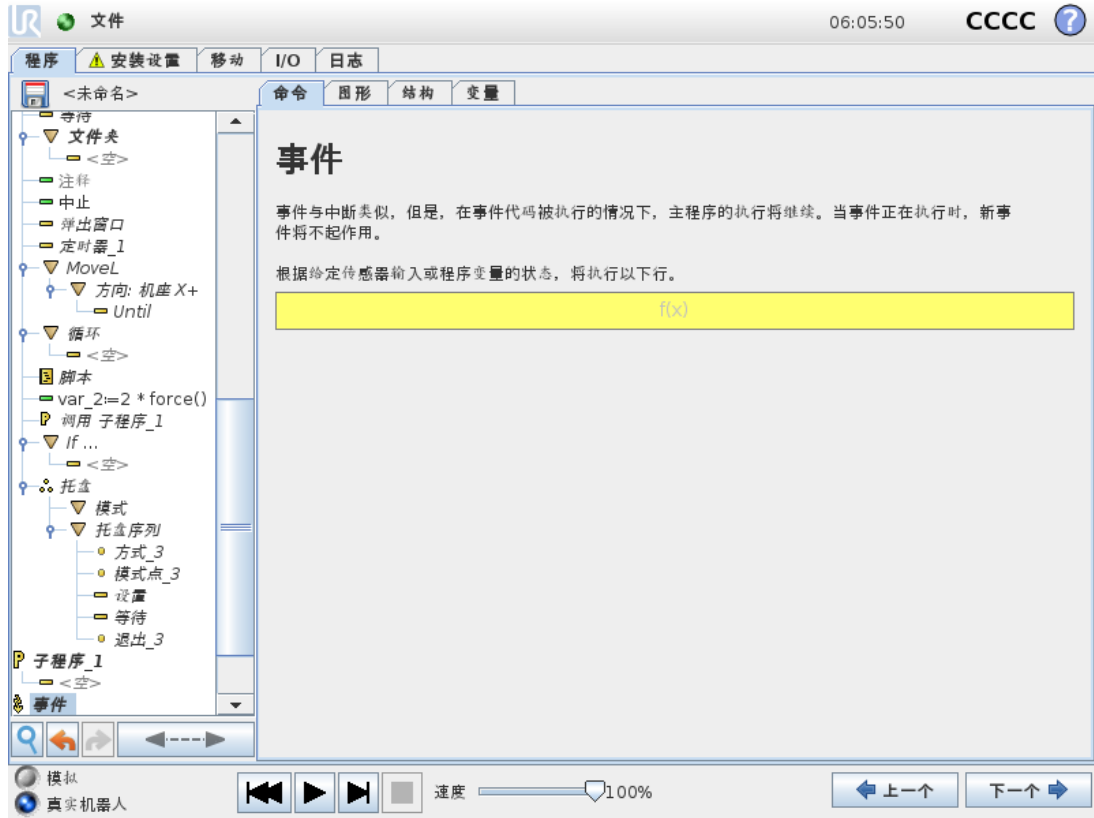 UR
文件
06:05:50
CCCC
?
程序
安装设置
移动
I/O
日志
<未命名>
命令
图形
结构
变量
等待
文件夹
<空>
注释
中止
弹出窗口
定时器_1
MoveL
方向: 机座 X+
Until
循环
<空>
脚本
var_2:=2 * force()
调用 子程序_1
If ...
<空>
托盘
模式
托盘序列
方式_3
模式点_3
设置
等待
退出_3
P 子程序_1
<空>
事件
事件
事件与中断类似，但是，在事件代码被执行的情况下，主程序的执行将继续。当事件正在执行时，新事
件将不起作用。
根据给定传感器输入或程序变量的状态，将执行以下行。
f(x)
模拟
真实机器人
速度
100%
上一个
下一个